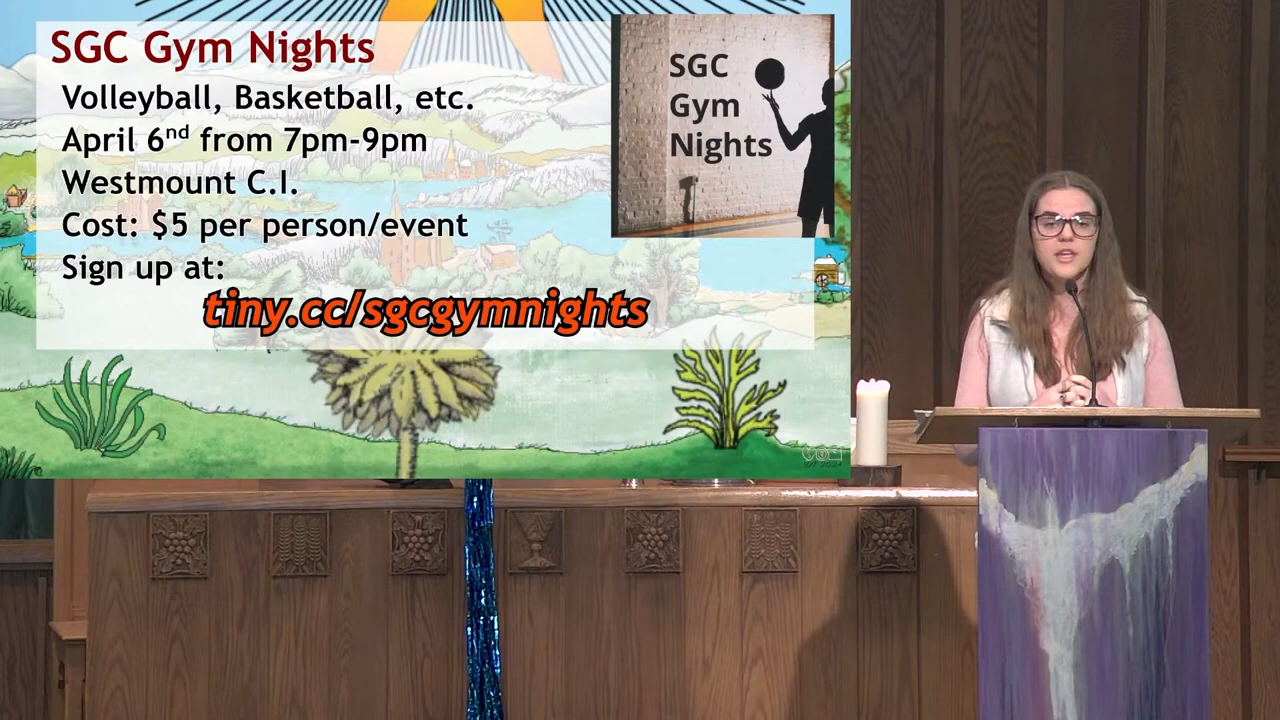 SGC Gym Nights
Volleyball, Basketball, etc.
April 6nd from 7pm-9pm
Westmount C.I.
Cost: $5 per person/event
Sign up at:
tiny.cc/sgcgymnights
SGC
Gym
Nights